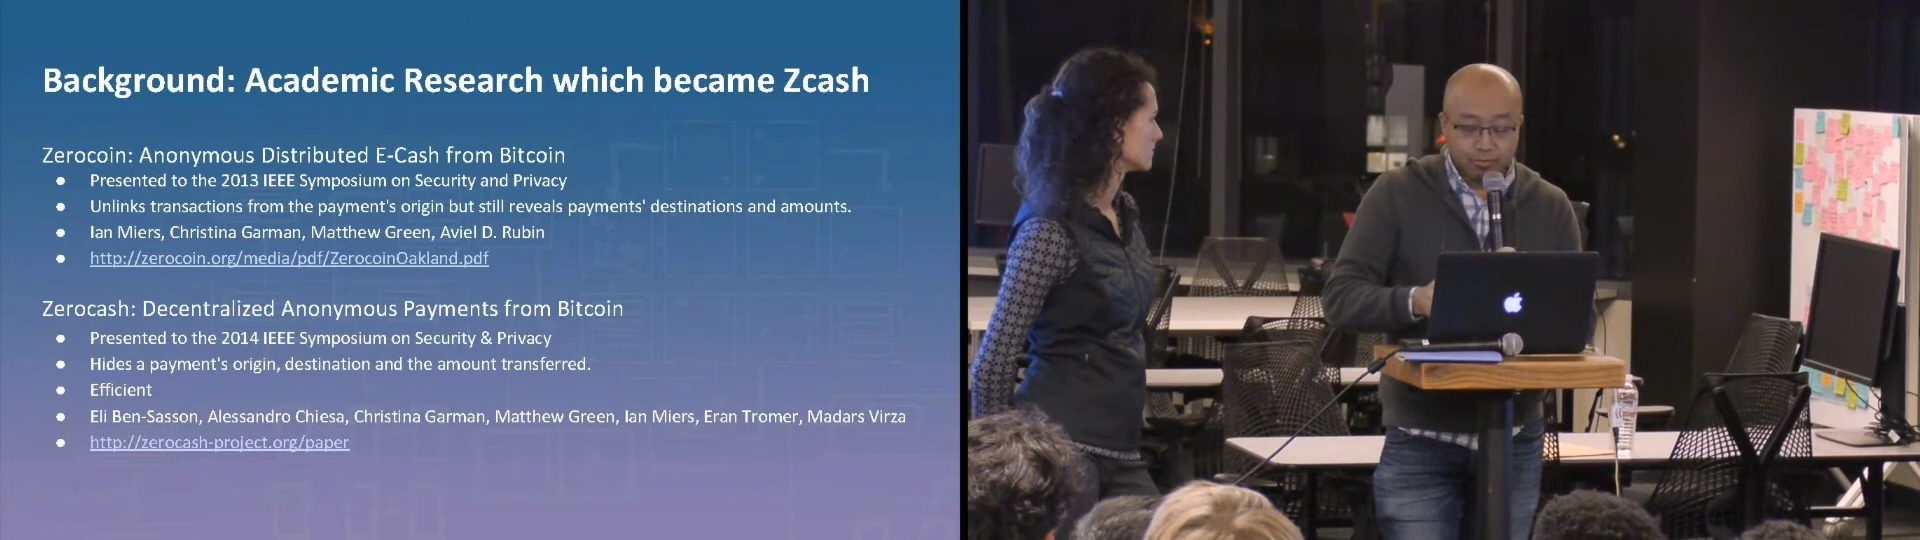 Background: Academic Research which became Zcash
Zerocoin: Anonymous Distributed E-Cash from Bitcoin
● Presented to the 2013 IEEE Symposium on Security and Privacy
● Unlinks transactions from the payment's origin but still reveals payments' destinations and amounts.
● Ian Miers, Christina Garman, Matthew Green, Aviel D. Rubin
● http://zerocoin.org/media/pdf/ZerocoinOakland.pdf
Zerocash: Decentralized Anonymous Payments from Bitcoin
● Presented to the 2014 IEEE Symposium on Security & Privacy
● Hides a payment's origin, destination and the amount transferred.
● Efficient
● Eli Ben-Sasson, Alessandro Chiesa, Christina Garman, Matthew Green, Ian Miers, Eran Tromer, Madars Virza
● http://zerocash-project.org/paper